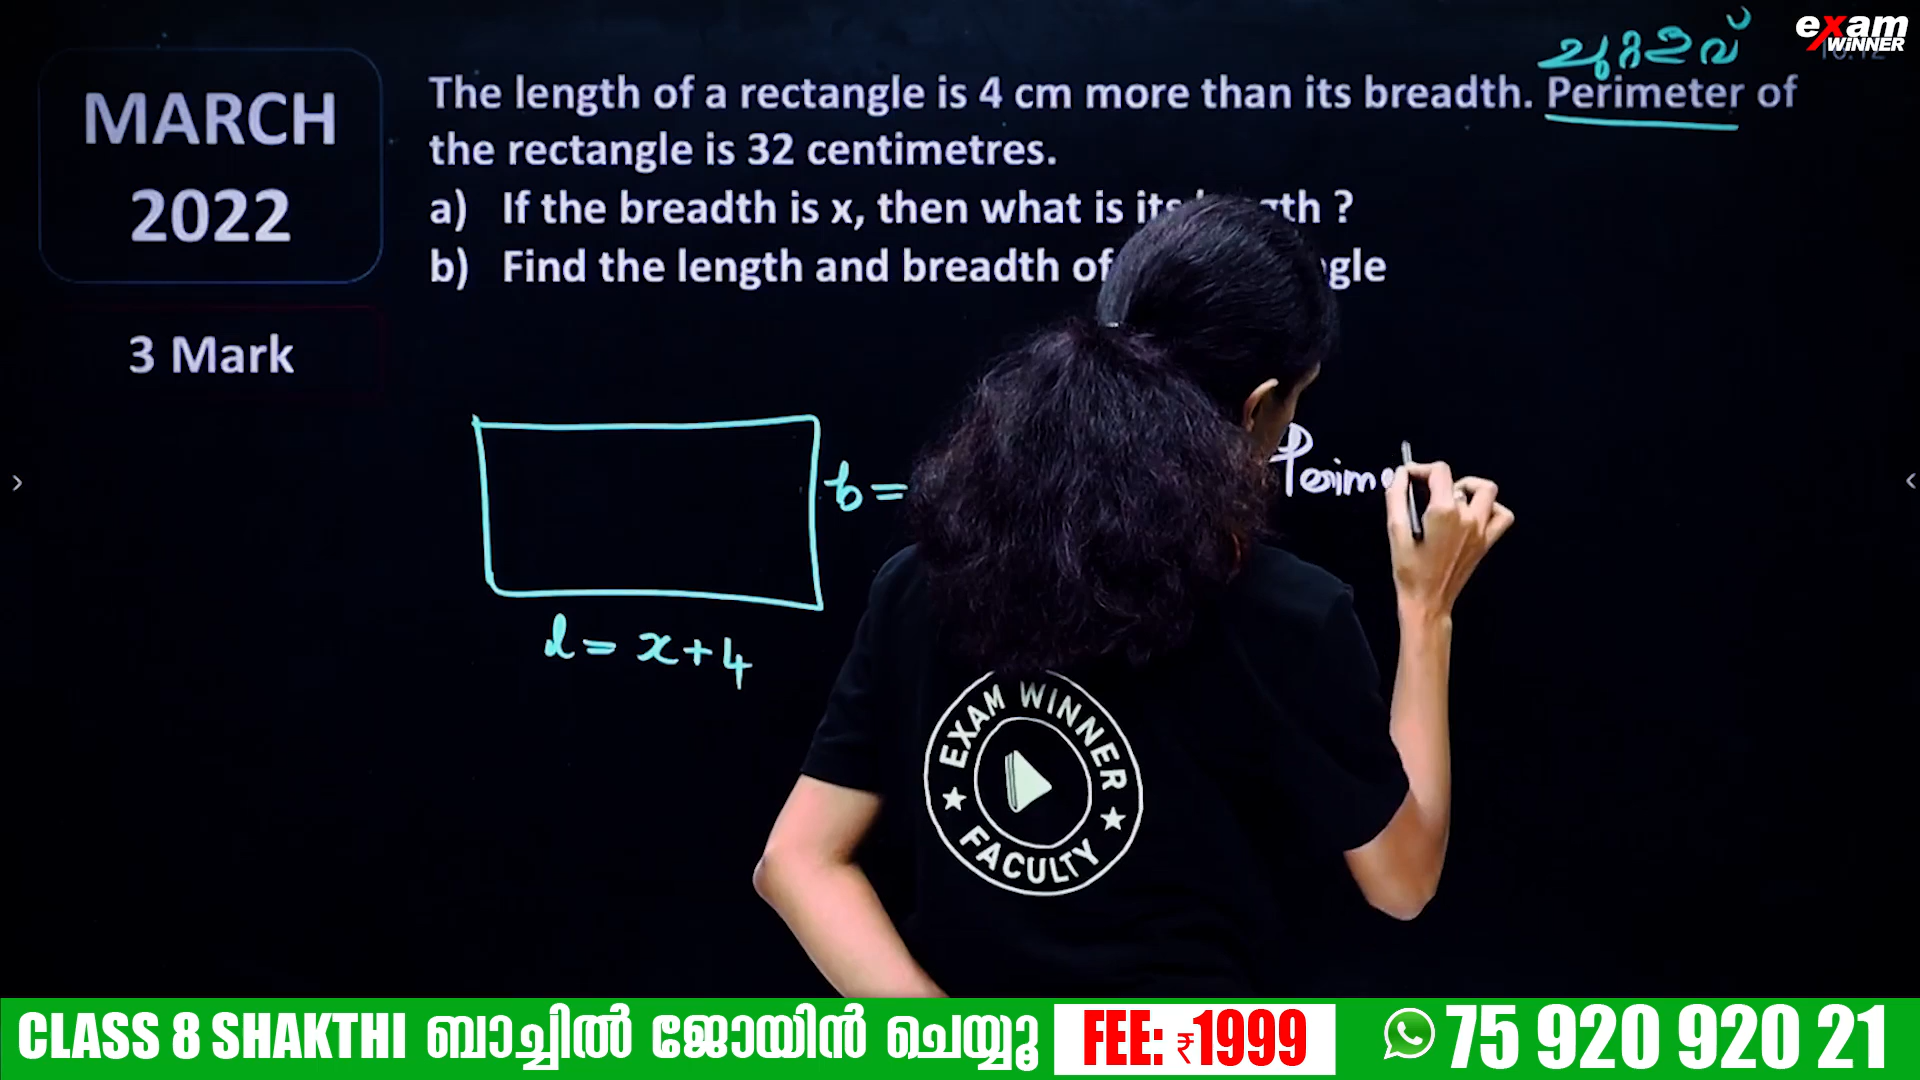 exam
WINNER
ചുറ്റളവ്
MARCH
2022
3 Mark
The length of a rectangle is 4 cm more than its breadth. Perimeter of
the rectangle is 32 centimetres.
a) If the breadth is x, then what is its length ?
b) Find the length and breadth of
b =
l = x+4
Perim
EXAM WINNER
FACULTY
CLASS 8 SHAKTHI ബാച്ചിൽ ജോയിൻ ചെയ്യൂ
FEE: ₹1999
75 920 920 21